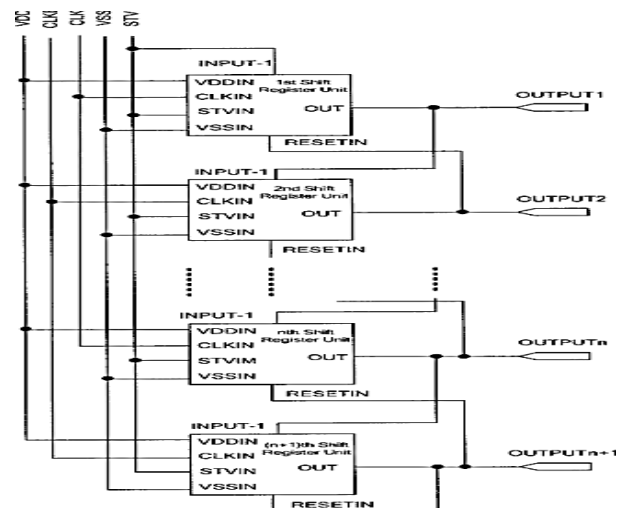 VDD CLKI CLK VSS STV
INPUT-1
VDDIN 1st Shift
Register Unit
CLKIN
OUT
STVIN
VSSIN
OUTPUT1
RESETIN
INPUT-1
VDDIN 2nd Shift
Register Unit
CLKIN
OUT
STVIN
VSSIN
OUTPUT2
RESETIN
INPUT-1
VDDIN nth Shift
Register Unit
CLKIN
OUT
STVIM
VSSIN
OUTPUTn
RESETIN
INPUT-1
VDDIN (n+1)th Shift
Register Unit
CLKIN
OUT
STVIN
VSSIN
OUTPUTn+1
RESETIN